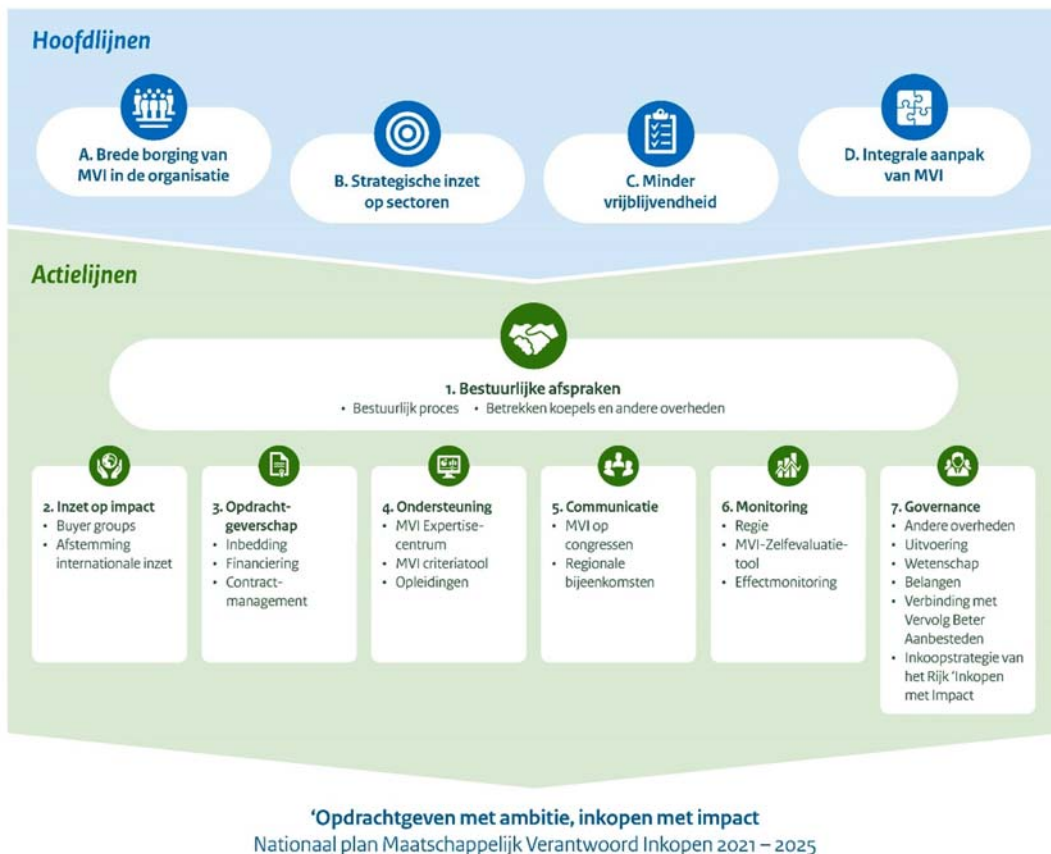 Hoofdlijnen
A. Brede borging van
MVI in de organisatie
B. Strategische inzet
op sectoren
C. Minder
vrijblijvendheid
D. Integrale aanpak
van MVI
Actielijnen
1. Bestuurlijke afspraken
• Bestuurlijk proces • Betrekken koepels en andere overheden
2. Inzet op impact
• Buyer groups
• Afstemming
internationale inzet
3. Opdracht-
geverschap
• Inbedding
• Financiering
• Contract-
management
4. Ondersteuning
• MVI Expertise-
centrum
• MVI criteriatool
• Opleidingen
5. Communicatie
• MVI op
congressen
• Regionale
bijeenkomsten
6. Monitoring
• Regie
• MVI-Zelfevaluatie-
tool
• Effectmonitoring
7. Governance
• Andere overheden
• Uitvoering
• Wetenschap
• Belangen
• Verbinding met
Vervolg Beter
Aanbesteden
• Inkoopstrategie van
het Rijk ‘Inkopen
met Impact
‘Opdrachtgeven met ambitie, inkopen met impact
Nationaal plan Maatschappelijk Verantwoord Inkopen 2021 – 2025